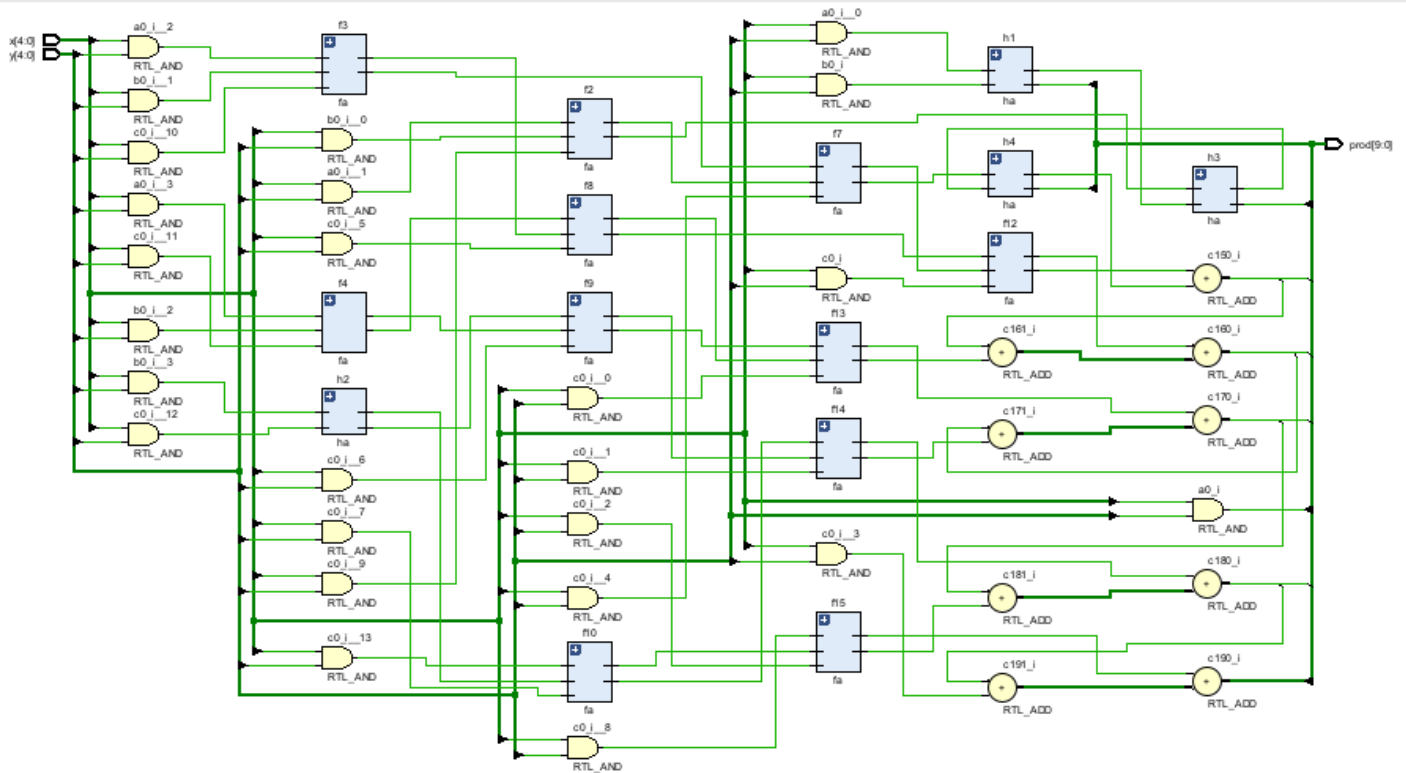 x[4:0]
y[4:0]
a0_i__2
RTL_AND
b0_i__1
RTL_AND
c0_i__10
RTL_AND
a0_i__3
RTL_AND
c0_i__11
RTL_AND
b0_i__2
RTL_AND
b0_i__3
RTL_AND
c0_i__12
RTL_AND
f3
fa
b0_i__0
RTL_AND
a0_i__1
RTL_AND
c0_i__5
RTL_AND
f4
fa
h2
ha
c0_i__6
RTL_AND
c0_i__7
RTL_AND
c0_i__9
RTL_AND
c0_i__13
RTL_AND
f2
fa
f8
fa
f9
fa
c0_i__0
RTL_AND
c0_i__1
RTL_AND
c0_i__2
RTL_AND
c0_i__4
RTL_AND
f10
fa
c0_i__8
RTL_AND
a0_i__0
RTL_AND
b0_i
RTL_AND
f7
fa
c0_i
RTL_AND
f13
fa
f14
fa
c0_i__3
RTL_AND
f15
fa
h1
ha
h4
ha
f12
fa
c161_i
RTL_ADD
c171_i
RTL_ADD
c181_i
RTL_ADD
c191_i
RTL_ADD
h3
ha
c150_i
RTL_ADD
c160_i
RTL_ADD
c170_i
RTL_ADD
a0_i
RTL_AND
c180_i
RTL_ADD
c190_i
RTL_ADD
prod[9:0]